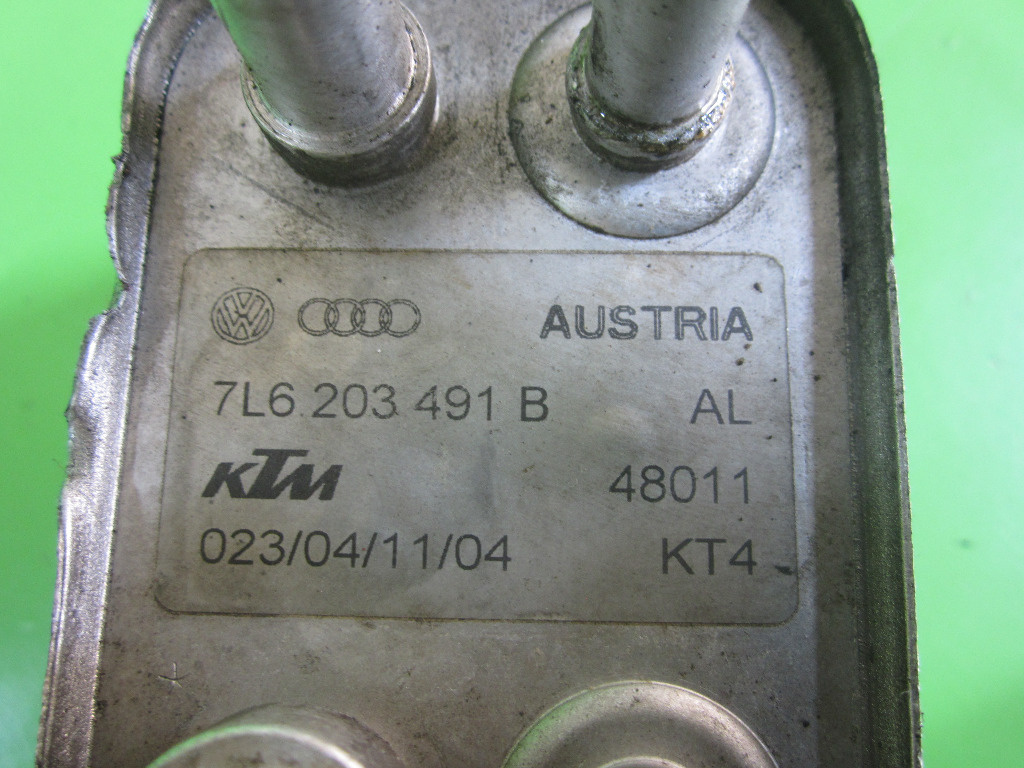 AUSTRIA
7L6 203 491 B AL
KTM 48011
023/04/11/04 KT4